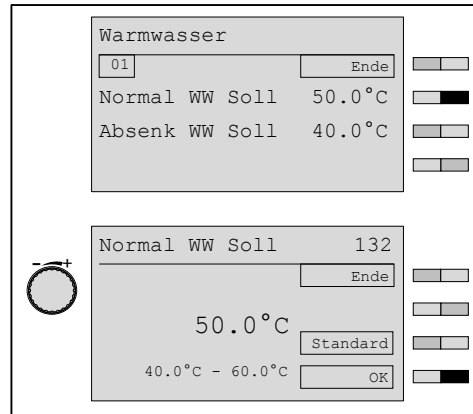 Warmwasser
01 Ende
Normal WW Soll 50.0°C
Absenk WW Soll 40.0°C
Normal WW Soll 132
Ende
50.0°C
Standard
40.0°C - 60.0°C OK
- +